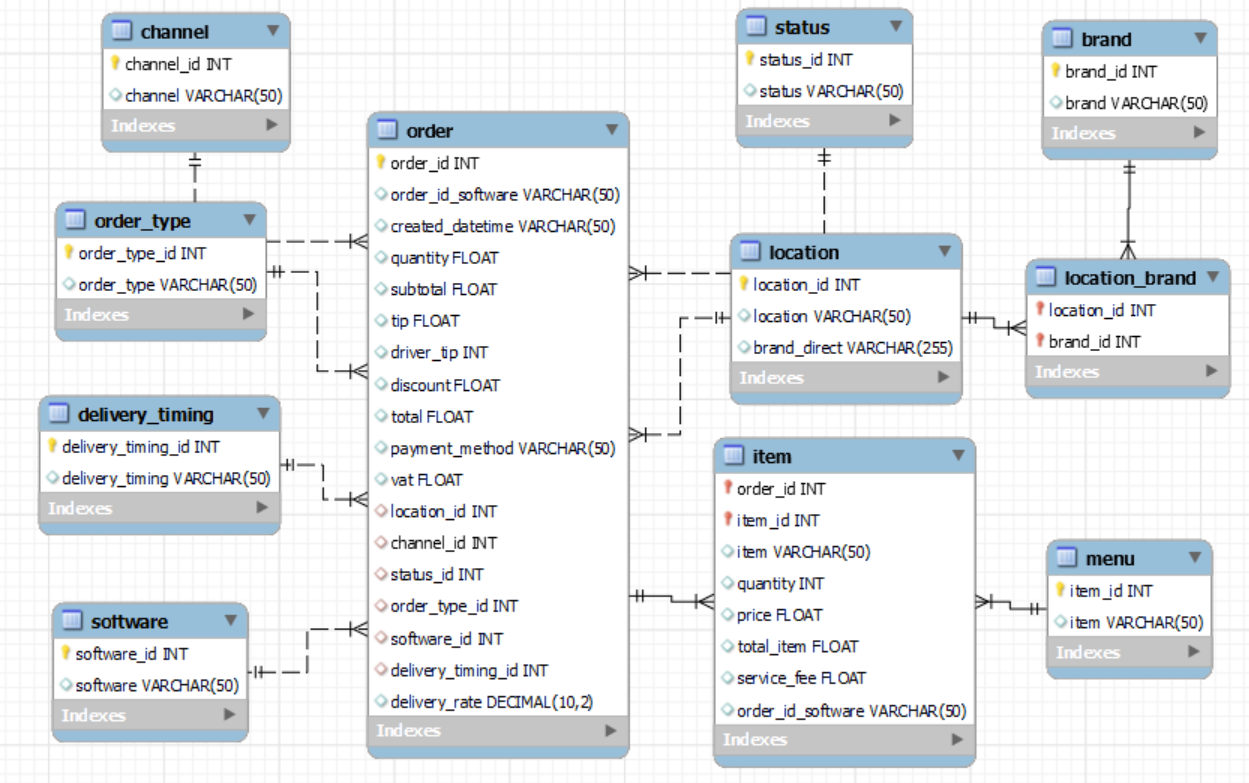 channel
channel_id INT
channel VARCHAR(50)
Indexes
order_type
order_type_id INT
order_type VARCHAR(50)
Indexes
delivery_timing
delivery_timing_id INT
delivery_timing VARCHAR(50)
Indexes
software
software_id INT
software VARCHAR(50)
Indexes
order
order_id INT
order_id_software VARCHAR(50)
created_datetime VARCHAR(50)
quantity FLOAT
subtotal FLOAT
tip FLOAT
driver_tip INT
discount FLOAT
total FLOAT
payment_method VARCHAR(50)
vat FLOAT
location_id INT
channel_id INT
status_id INT
order_type_id INT
software_id INT
delivery_timing_id INT
delivery_rate DECIMAL(10,2)
Indexes
status
status_id INT
status VARCHAR(50)
Indexes
location
location_id INT
location VARCHAR(50)
brand_direct VARCHAR(255)
Indexes
item
order_id INT
item_id INT
item VARCHAR(50)
quantity INT
price FLOAT
total_item FLOAT
service_fee FLOAT
order_id_software VARCHAR(50)
Indexes
brand
brand_id INT
brand VARCHAR(50)
Indexes
location_brand
location_id INT
brand_id INT
Indexes
menu
item_id INT
item VARCHAR(50)
Indexes